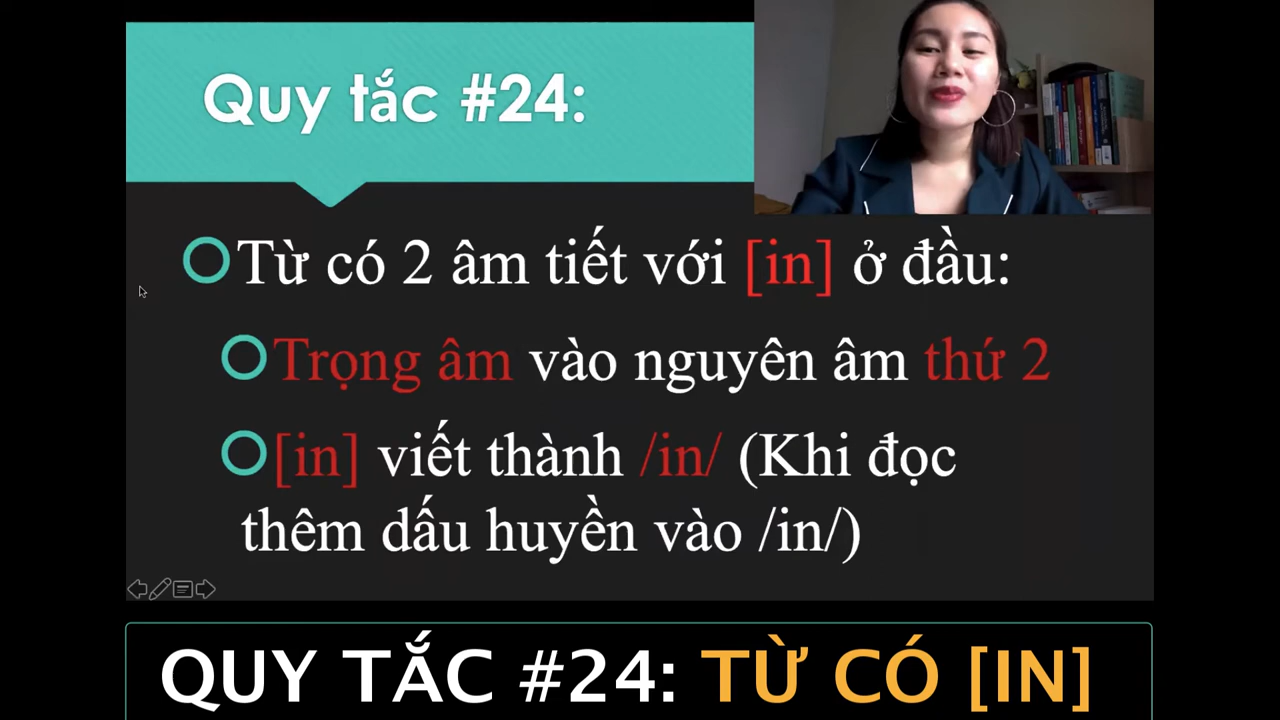 Quy tắc #24:
Từ có 2 âm tiết với [in] ở đầu:
Trọng âm vào nguyên âm thứ 2
[in] viết thành /in/ (Khi đọc
thêm dấu huyền vào /in/)
QUY TẮC #24: TỪ CÓ [IN]